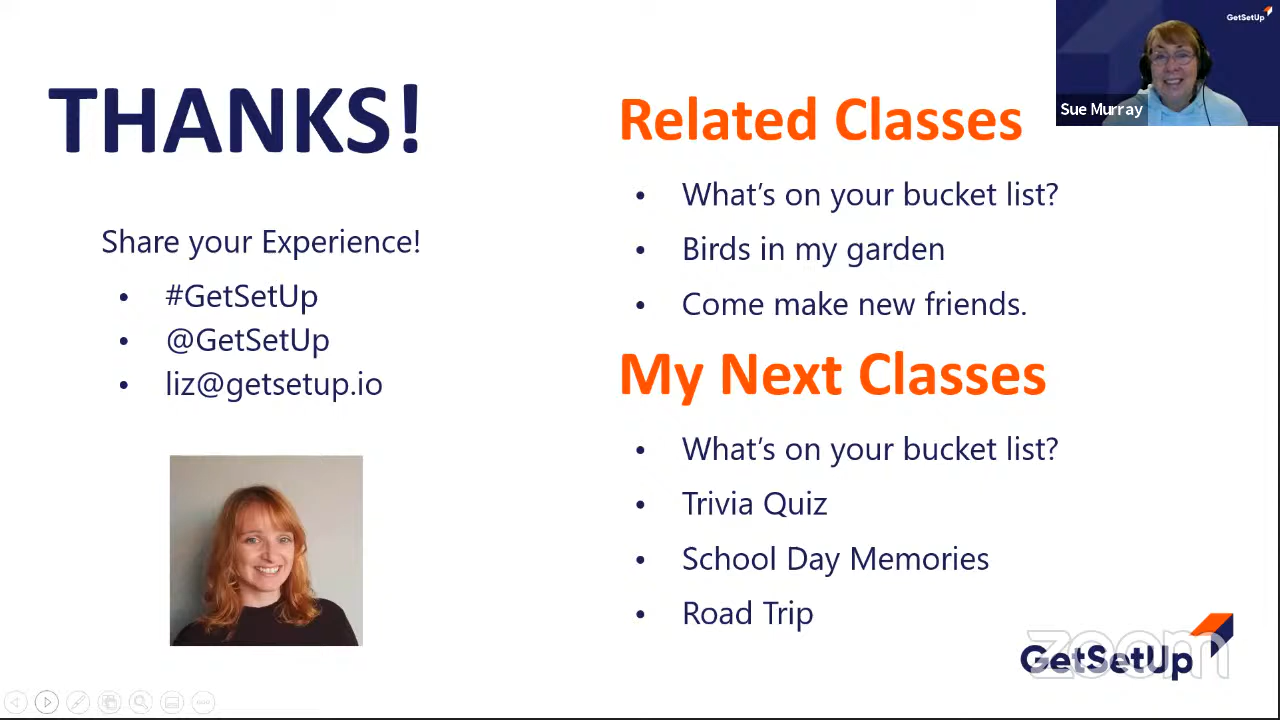 THANKS!
Share your Experience!
• #GetSetUp
• @GetSetUp
• liz@getsetup.io
Related Classes
• What's on your bucket list?
• Birds in my garden
• Come make new friends.
My Next Classes
• What's on your bucket list?
• Trivia Quiz
• School Day Memories
• Road Trip
GetSetUp
Sue Murray
zoom
GetSetUp